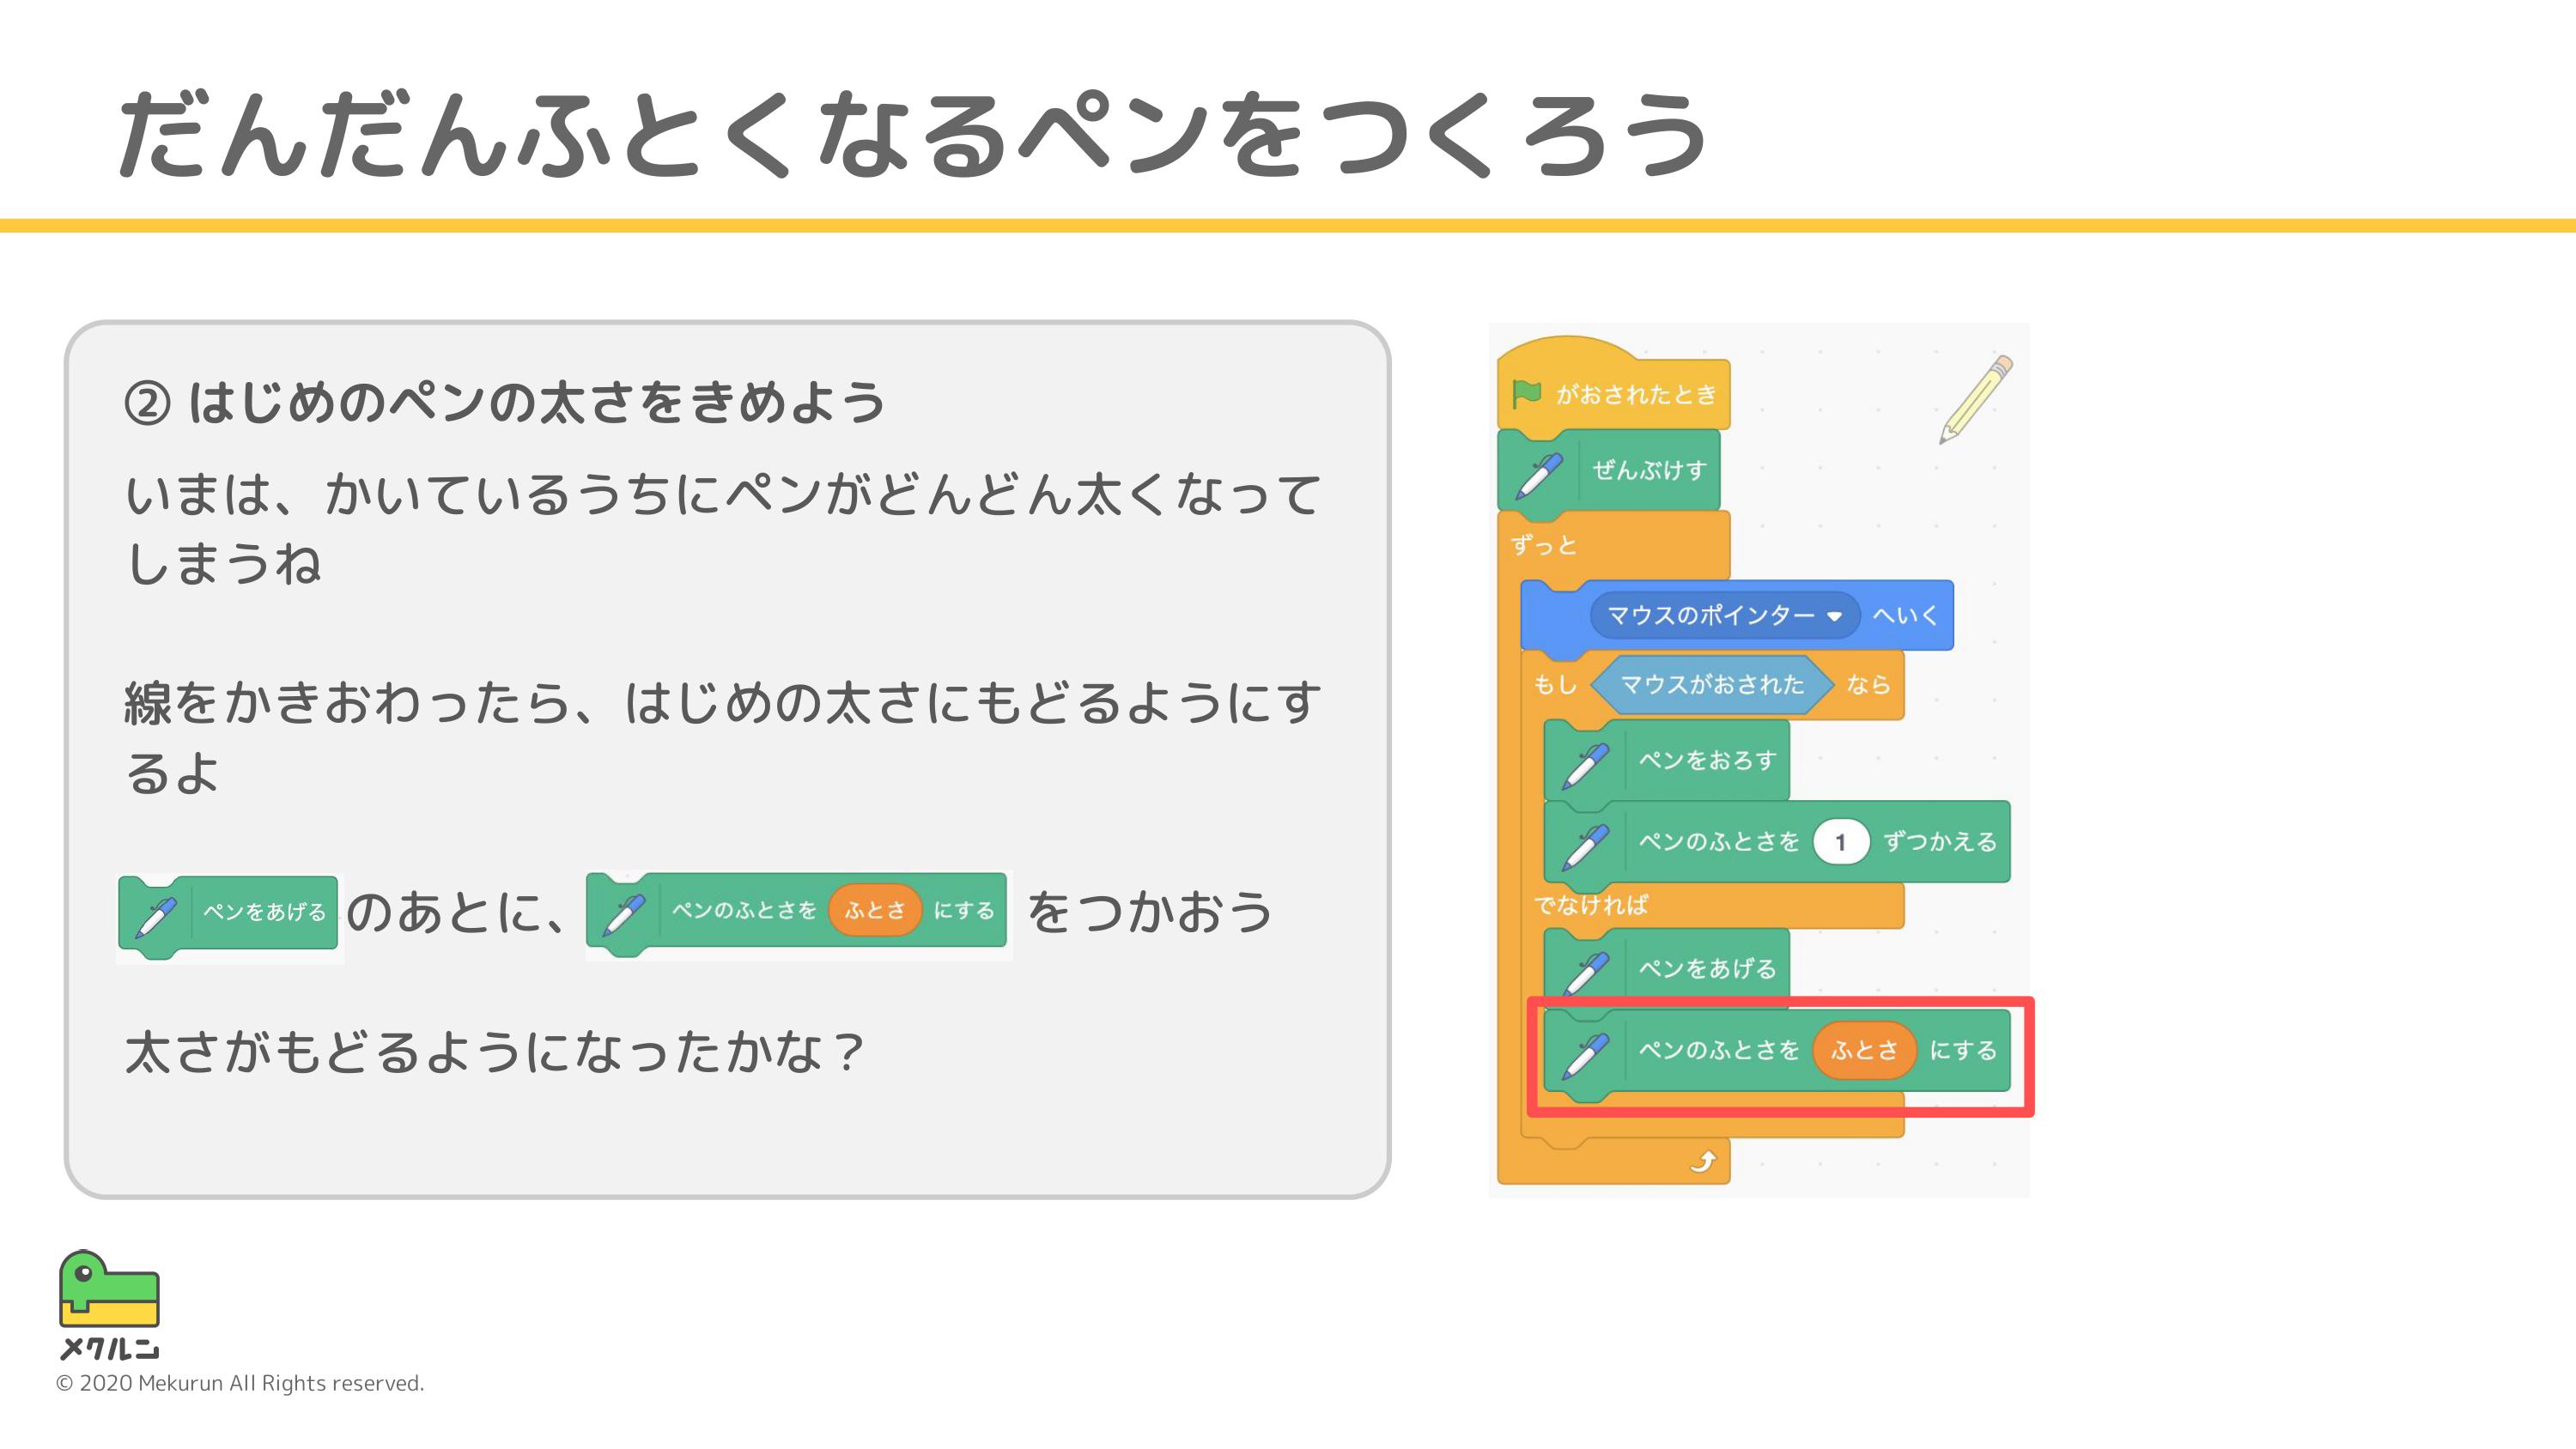 だんだんふとくなるペンをつくろう
② はじめのペンの太さをきめよう
いまは、かいているうちにペンがどんどん太くなって
しまうね
線をかきおわったら、はじめの太さにもどるようにす
るよ
ペンをあげる のあとに、 ペンのふとさを ふとさ にする をつかおう
太さがもどるようになったかな？
がおされたとき
ぜんぶけす
ずっと
マウスのポインター へいく
もし マウスがおされた なら
ペンをおろす
ペンのふとさを 1 ずつかえる
でなければ
ペンをあげる
ペンのふとさを ふとさ にする
メクルン
© 2020 Mekurun All Rights reserved.